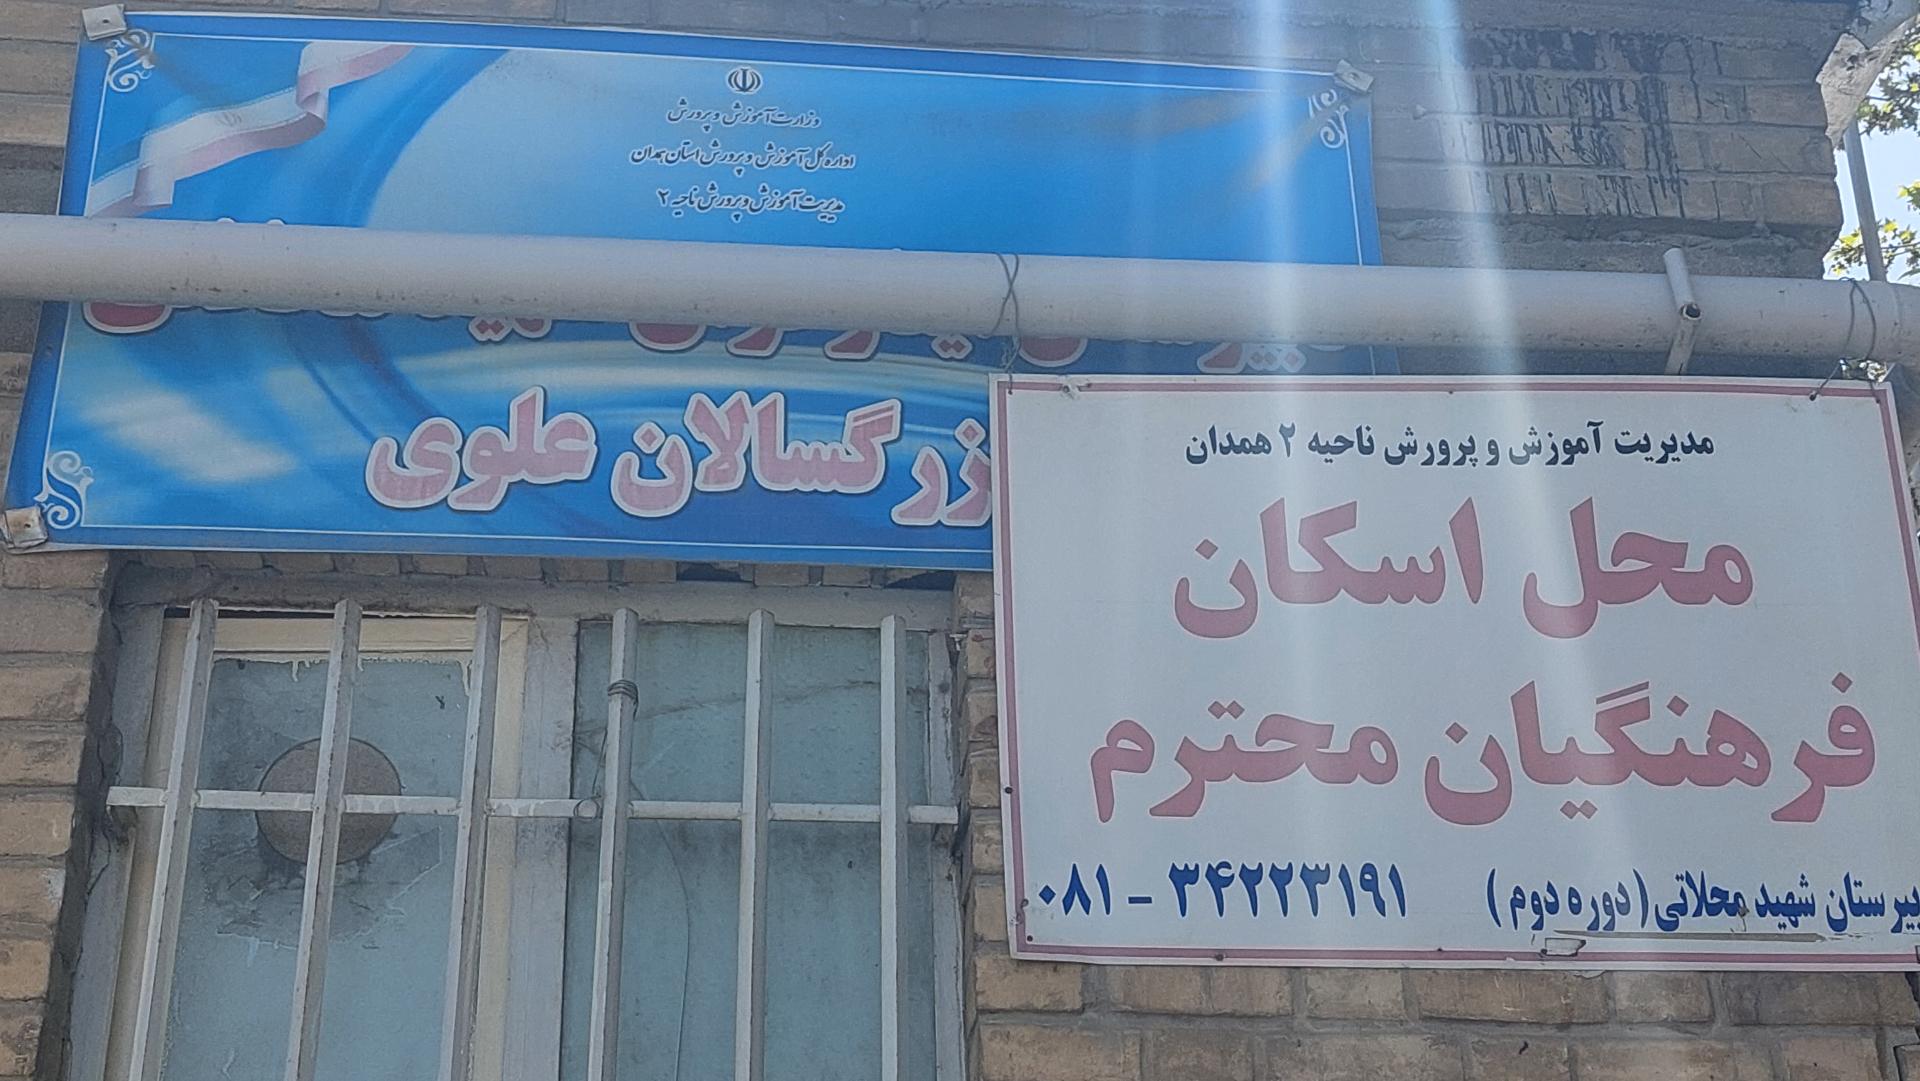 وزارت آموزش و پرورش
اداره کل آموزش و پرورش استان همدان
مدیریت آموزش و پرورش ناحیه ۲
گسالان علوی
مدیریت آموزش و پرورش ناحیه ۲ همدان
محل اسکان
فرهنگیان محترم
بیرستان شهید محلاتی (دوره دوم) ۳۴۲۲۳۱۹۱ - ۰۸۱